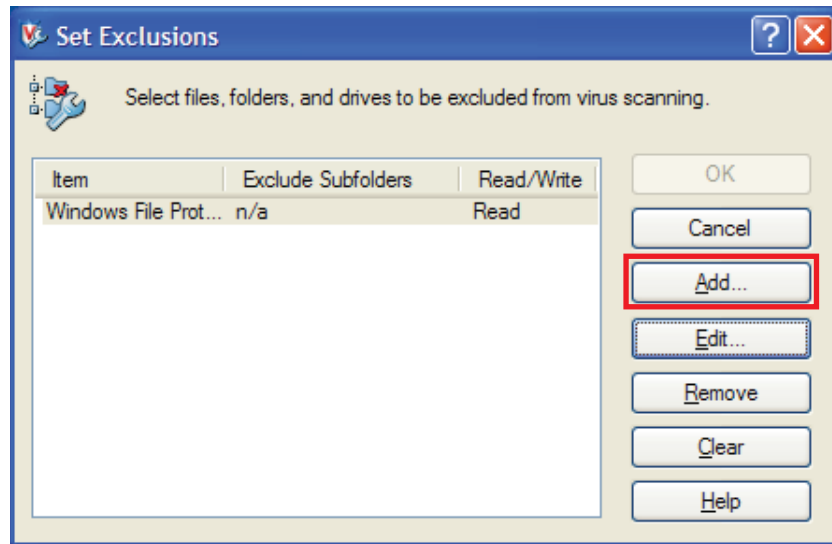 Set Exclusions
Select files, folders, and drives to be excluded from virus scanning.
Item Exclude Subfolders Read/Write
Windows File Prot... n/a Read
OK
Cancel
Add...
Edit...
Remove
Clear
Help